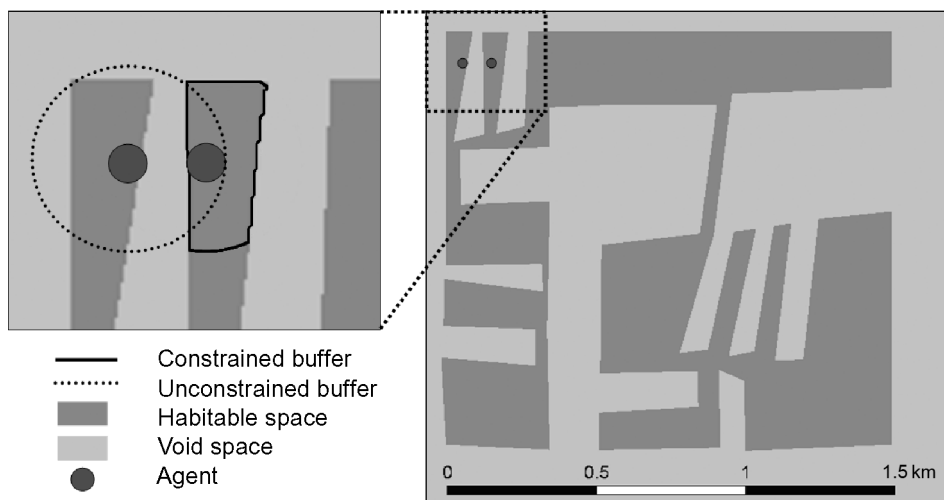 Constrained buffer
Unconstrained buffer
Habitable space
Void space
Agent
0 0.5 1 1.5 km